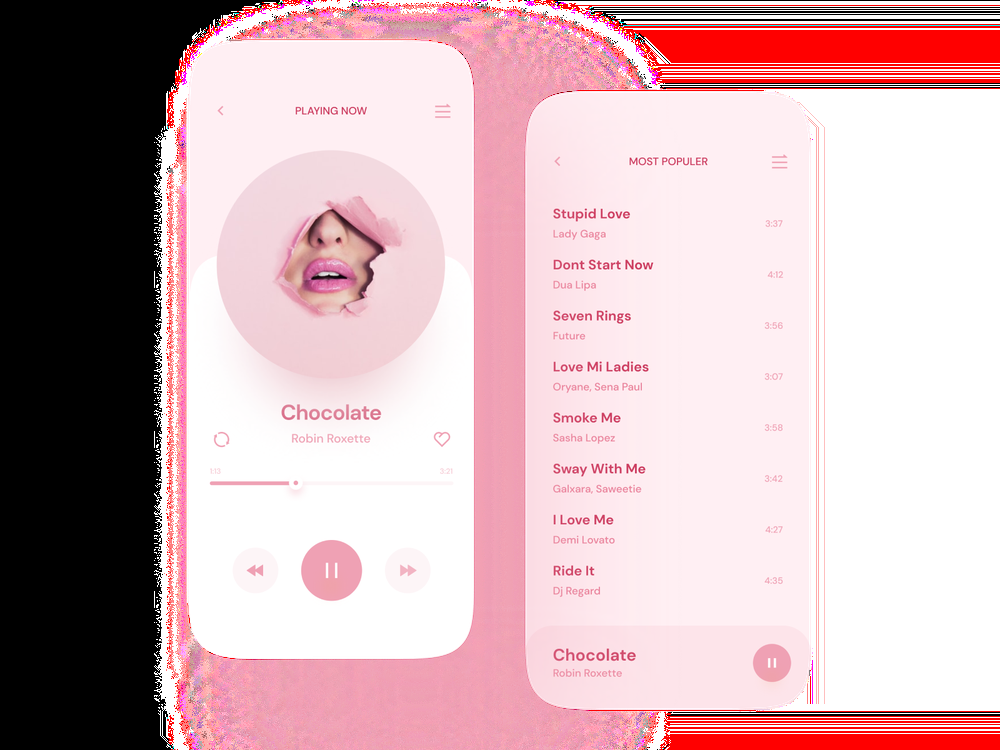 PLAYING NOW
Chocolate
Robin Roxette
1:13
3:21
MOST POPULER
Stupid Love
Lady Gaga
3:37
Dont Start Now
Dua Lipa
4:12
Seven Rings
Future
3:56
Love Mi Ladies
Oryane, Sena Paul
3:07
Smoke Me
Sasha Lopez
3:58
Sway With Me
Galxara, Saweetie
3:42
I Love Me
Demi Lovato
4:27
Ride It
Dj Regard
4:35
Chocolate
Robin Roxette